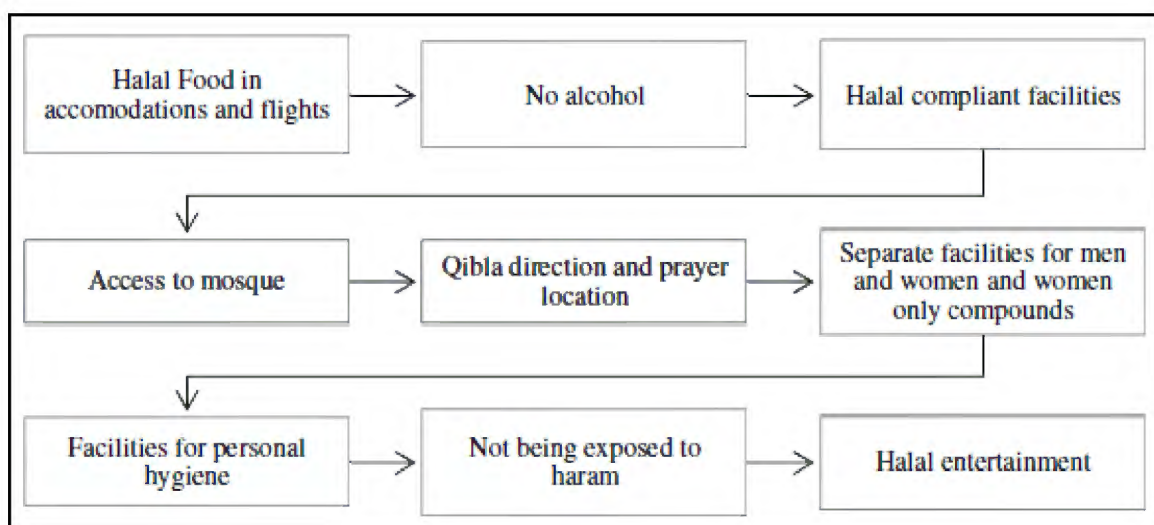 Halal Food in
accomodations and flights
No alcohol
Halal compliant facilities
Access to mosque
Qibla direction and prayer
location
Separate facilities for men
and women and women
only compounds
Facilities for personal
hygiene
Not being exposed to
haram
Halal entertainment